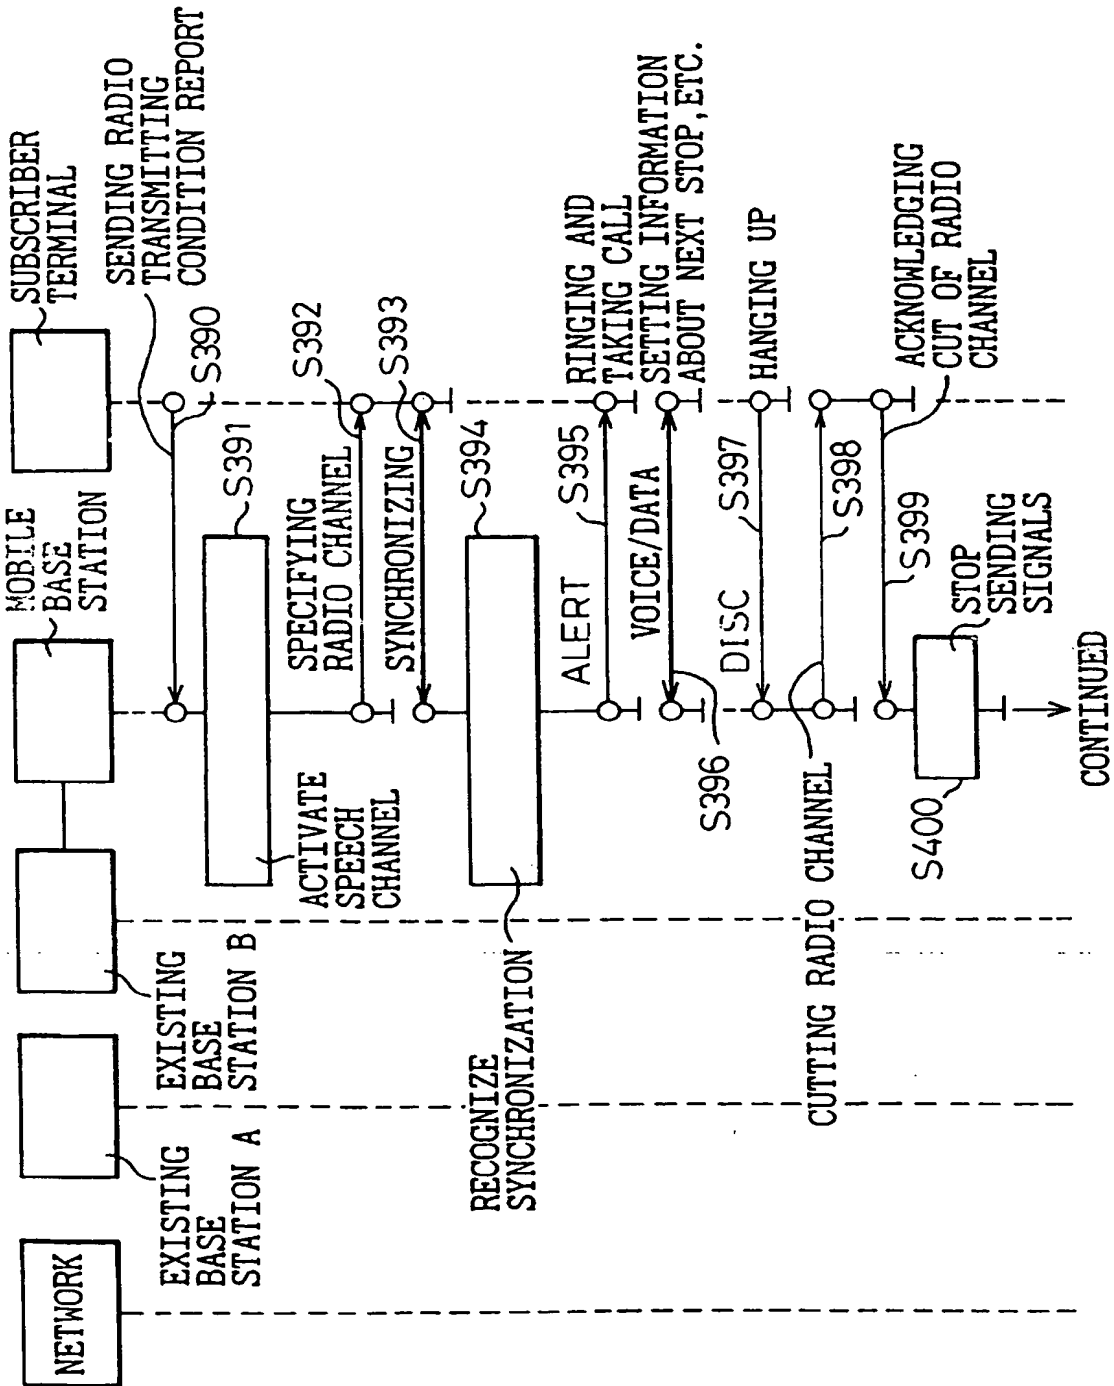 NETWORK
EXISTING
BASE
STATION A
EXISTING
BASE
STATION B
MOBILE
BASE
STATION
SUBSCRIBER
TERMINAL
SENDING RADIO
TRANSMITTING
CONDITION REPORT
S390
S391
ACTIVATE
SPEECH
CHANNEL
SPECIFYING
RADIO CHANNEL
S392
SYNCHRONIZING
S393
S394
RECOGNIZE
SYNCHRONIZATION
ALERT
S395
RINGING AND
TAKING CALL
VOICE/DATA
S396
SETTING INFORMATION
ABOUT NEXT STOP,ETC.
DISC
S397
HANGING UP
CUTTING RADIO CHANNEL
S398
S399
ACKNOWLEDGING
CUT OF RADIO
CHANNEL
S400
STOP
SENDING
SIGNALS
CONTINUED